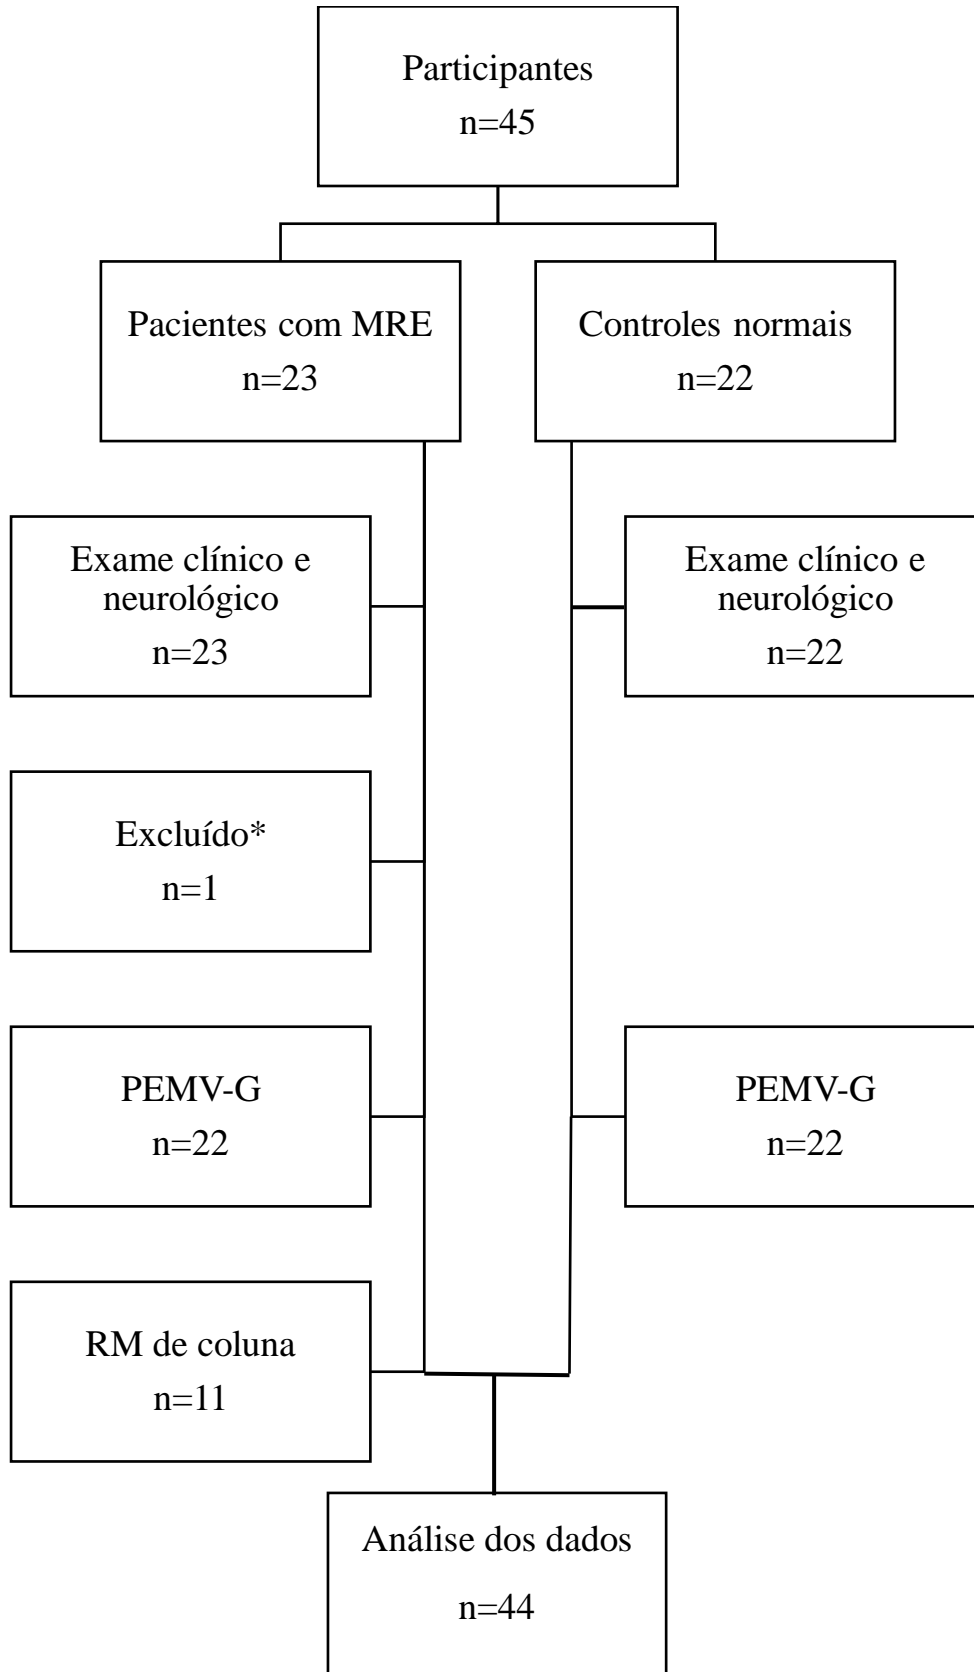 Participantes
n=45
Pacientes com MRE
n=23
Controles normais
n=22
Exame clínico e
neurológico
n=23
Exame clínico e
neurológico
n=22
Excluído*
n=1
PEMV-G
n=22
PEMV-G
n=22
RM de coluna
n=11
Análise dos dados
n=44